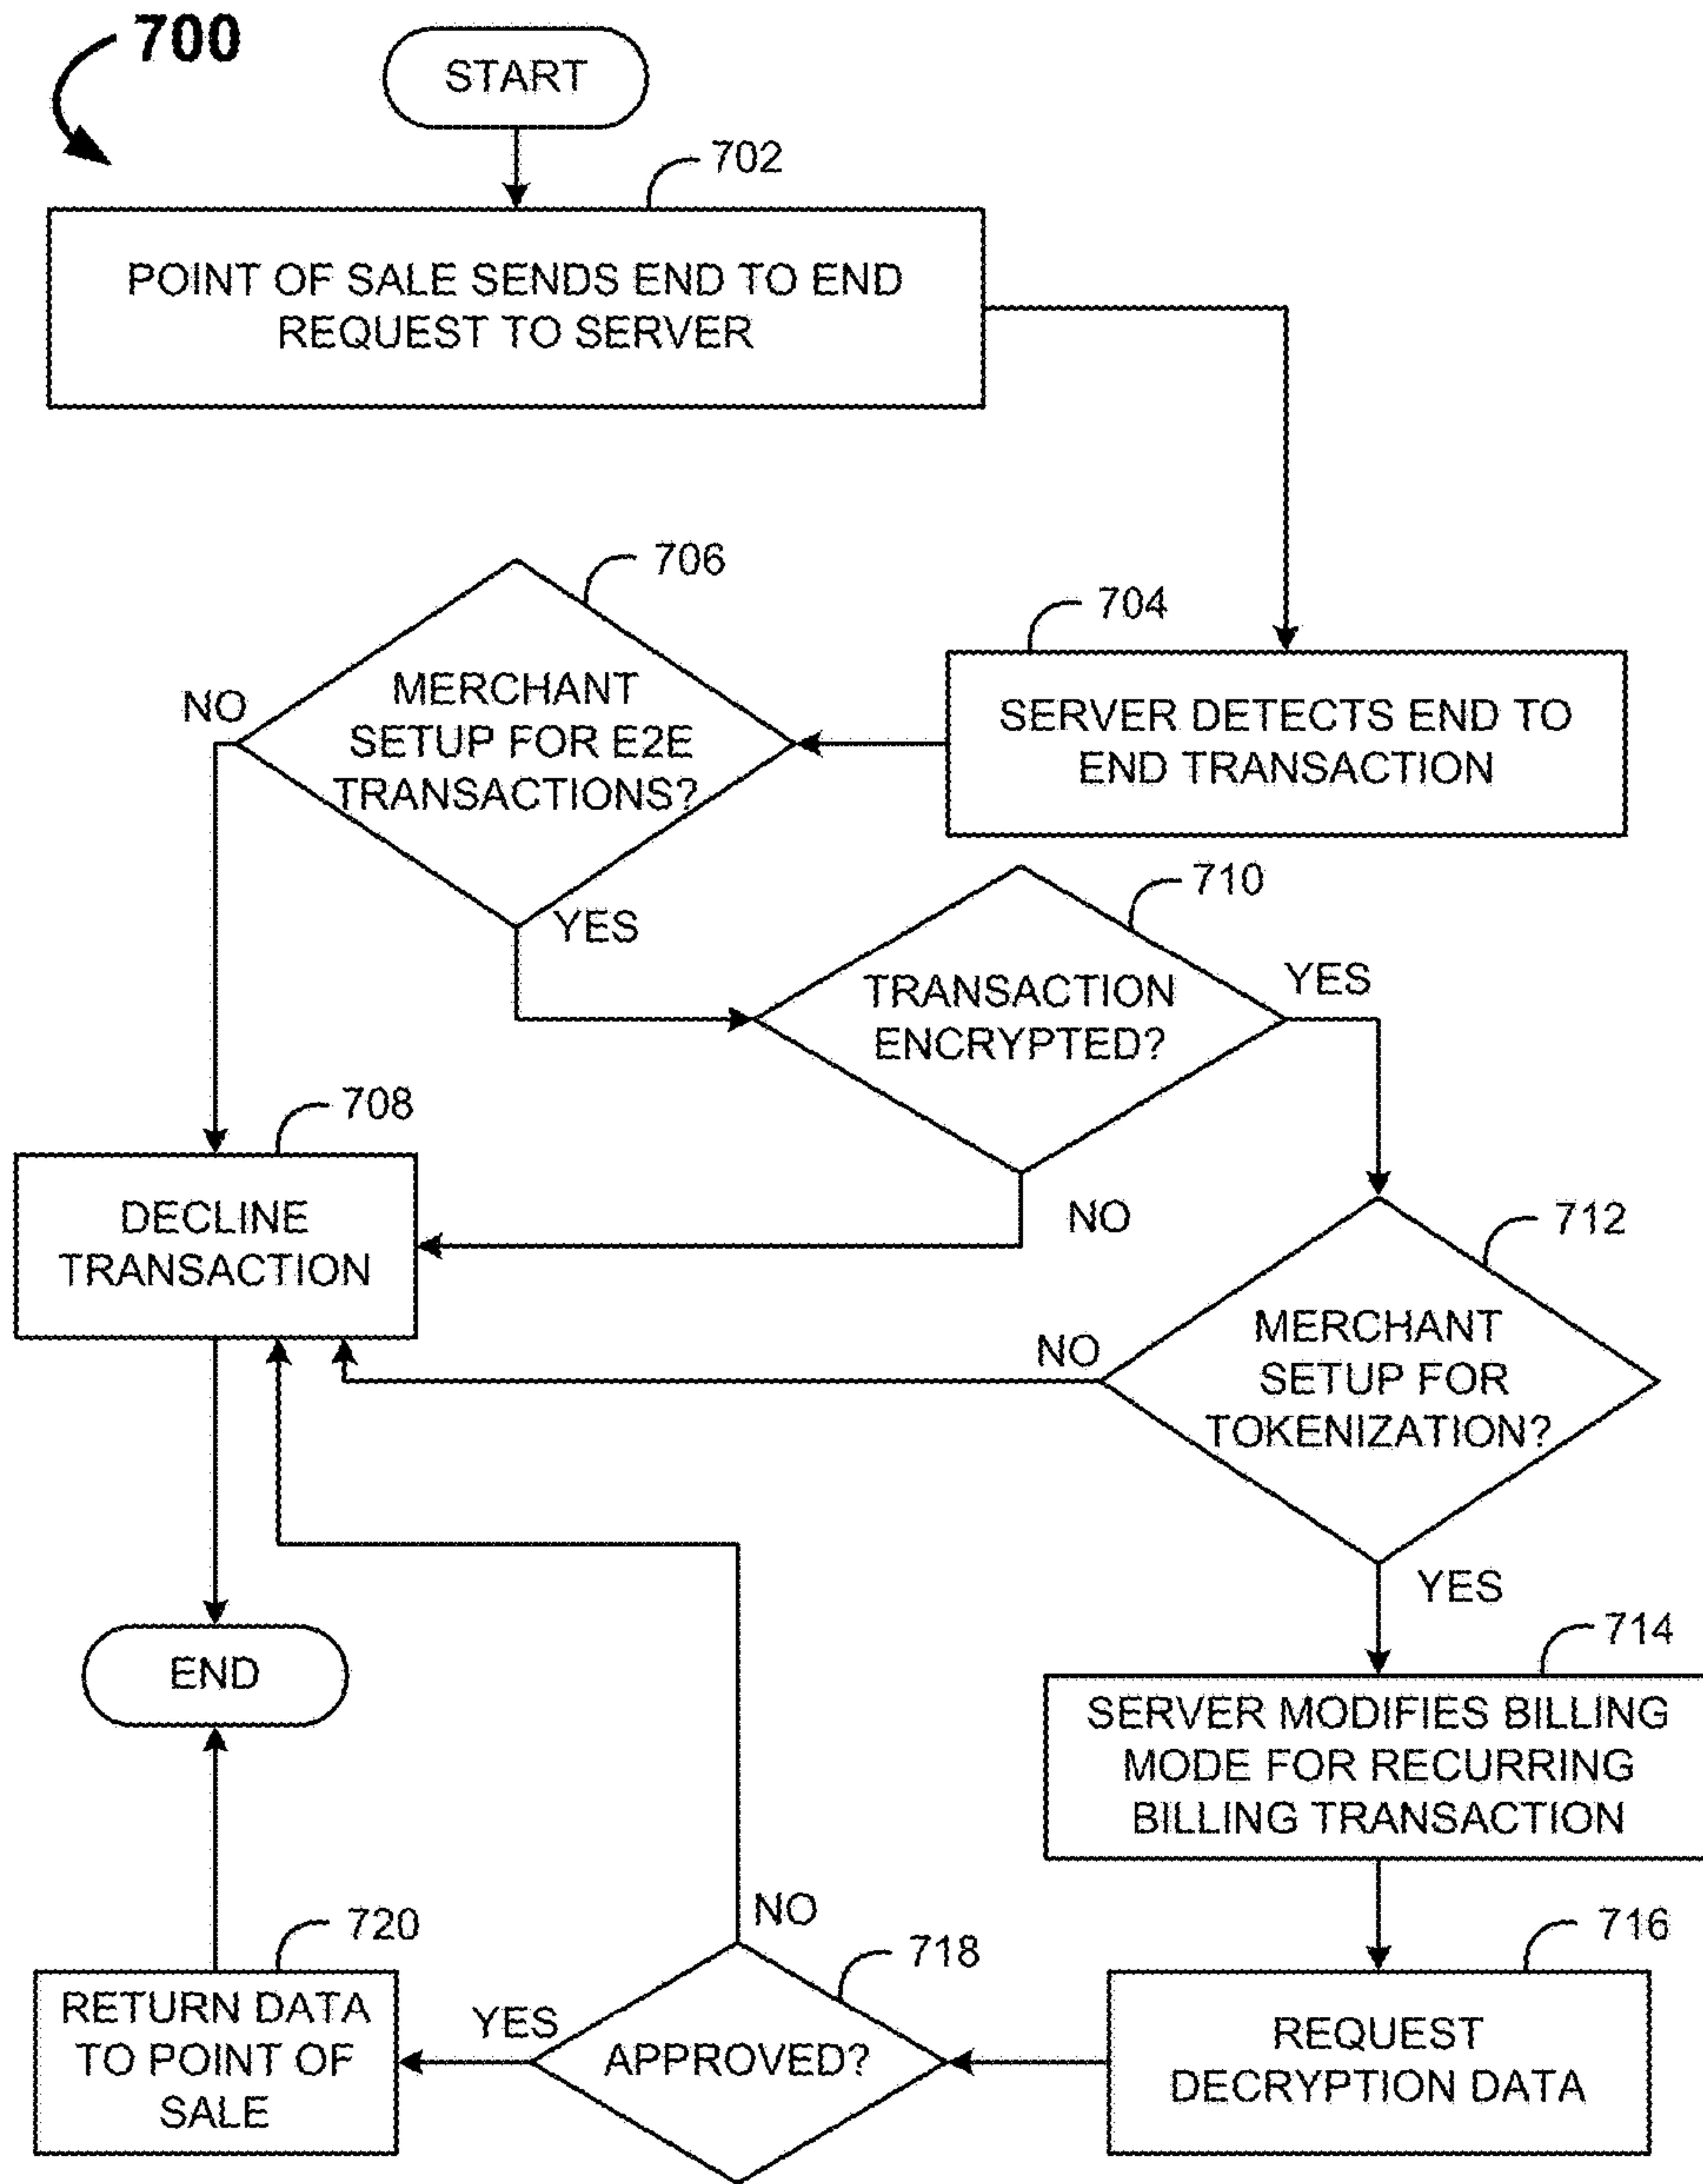 700
START
702
POINT OF SALE SENDS END TO END
REQUEST TO SERVER
706
704
MERCHANT
SETUP FOR E2E
TRANSACTIONS?
NO
SERVER DETECTS END TO
END TRANSACTION
YES
710
TRANSACTION
ENCRYPTED?
YES
708
DECLINE
TRANSACTION
NO
712
MERCHANT
SETUP FOR
TOKENIZATION?
NO
YES
END
714
SERVER MODIFIES BILLING
MODE FOR RECURRING
BILLING TRANSACTION
716
REQUEST
DECRYPTION DATA
NO
718
APPROVED?
YES
720
RETURN DATA
TO POINT OF
SALE